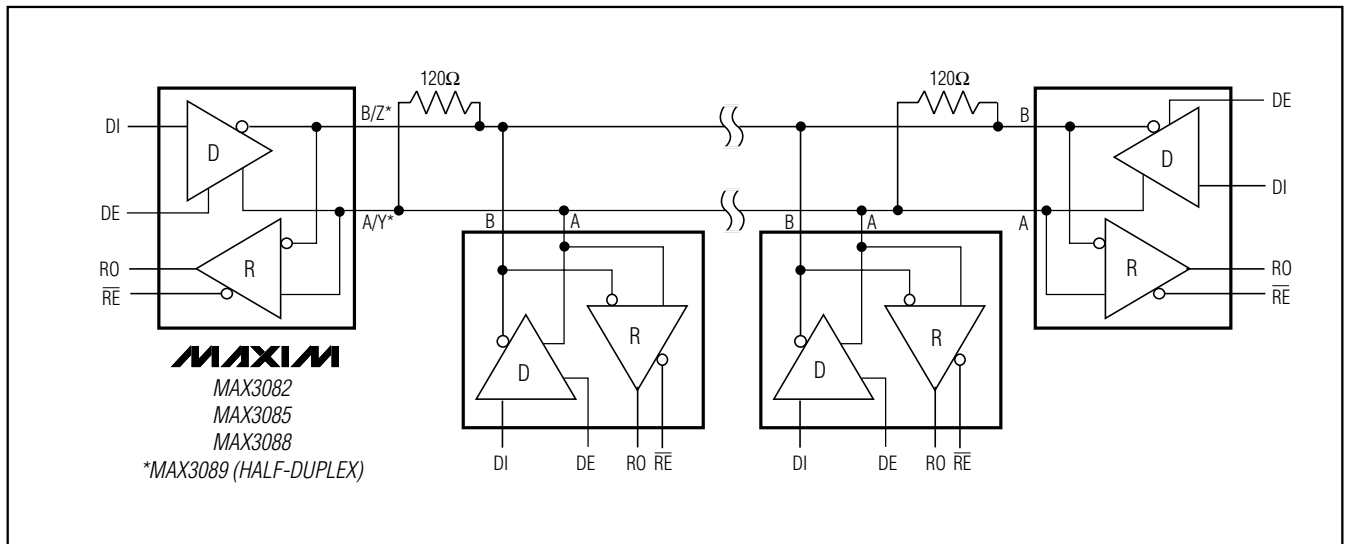 120Ω
120Ω
DI
D
DE
RO
R
RE
B/Z*
A/Y*
MAXIM
MAX3082
MAX3085
MAX3088
*MAX3089 (HALF-DUPLEX)
B
A
D
R
DI
DE
RO
RE
B
A
D
R
DI
DE
RO
RE
B
A
D
R
DE
DI
RO
RE